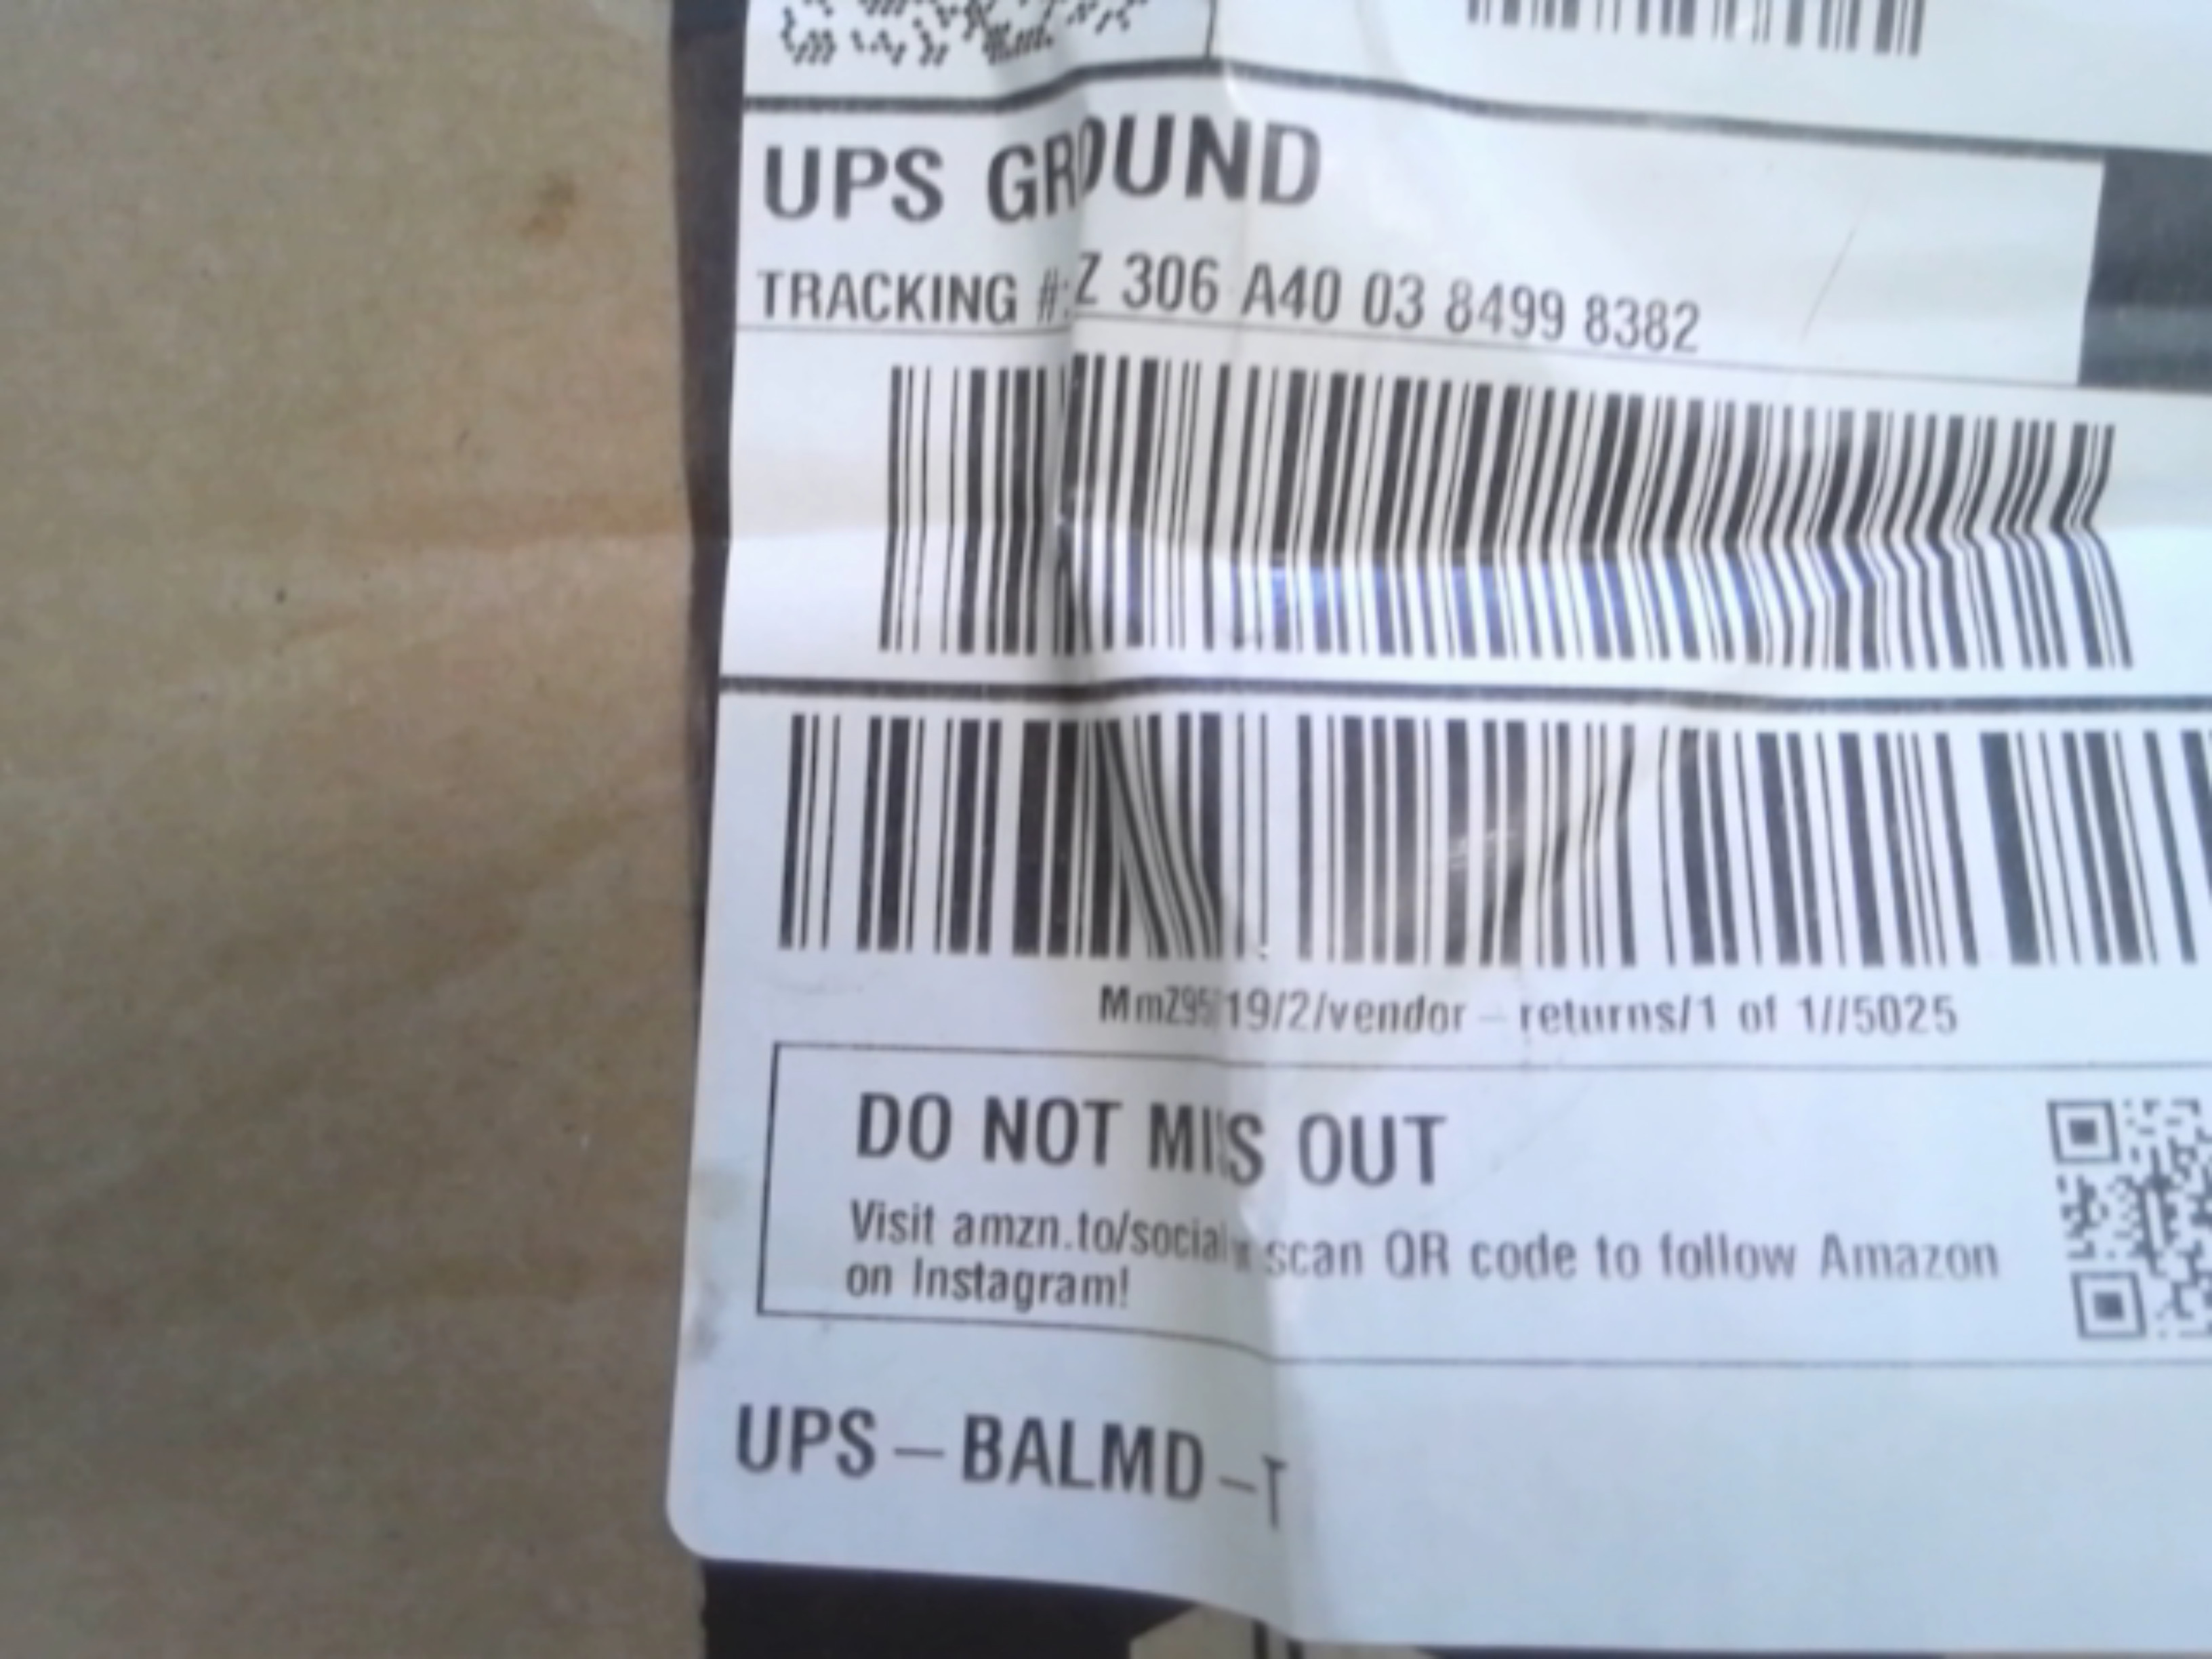 UPS GROUND
TRACKING #: Z 306 A40 03 8499 8382
MmZ95 19/2/vendor - returns/1 of 1//5025
DO NOT MISS OUT
Visit amzn.to/social scan QR code to follow Amazon
on Instagram!
UPS - BALMD - T